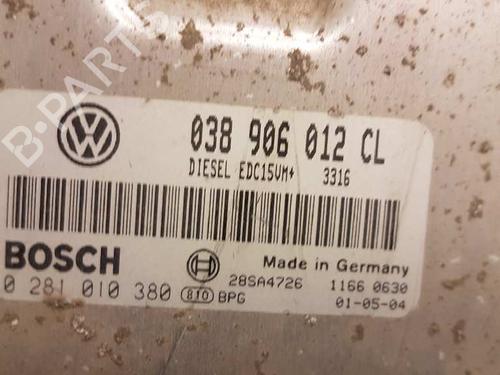 B-PARTS
038 906 012 CL
DIESEL EDC15VM+ 3316
BOSCH
Made in Germany
0 281 010 380 810 BPG
28SA4726 1166 0630
01-05-04